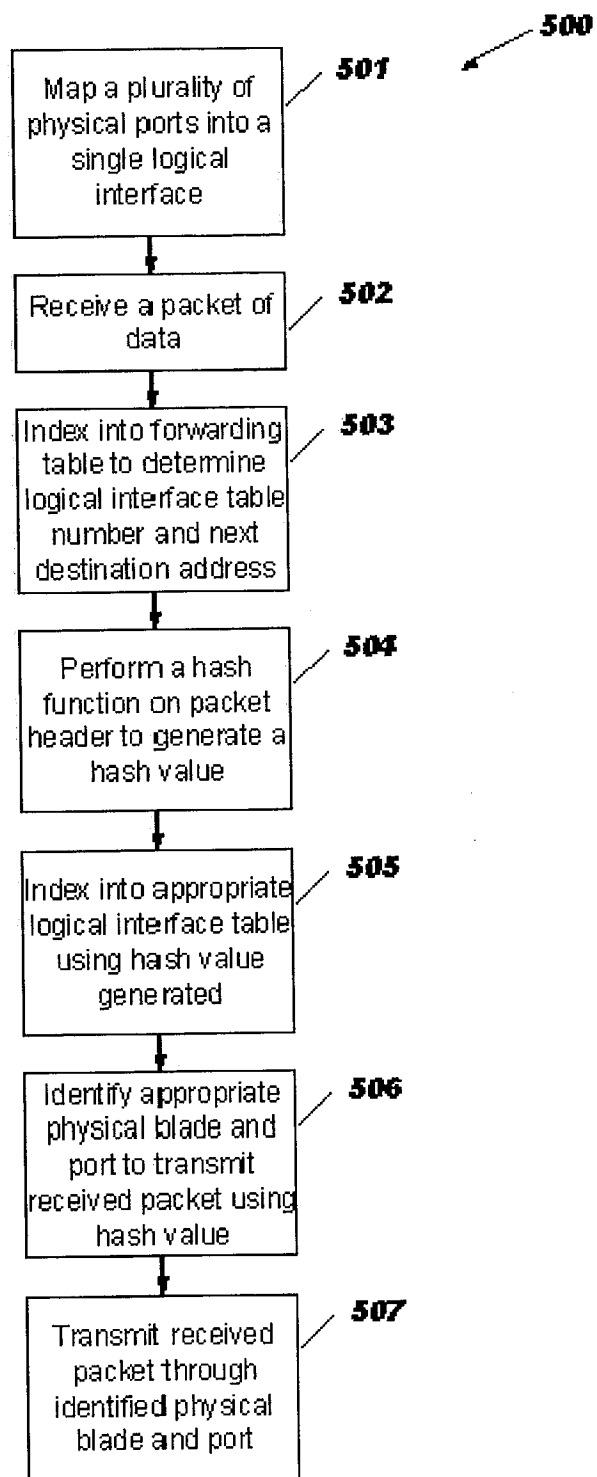 500
501
Map a plurality of
physical ports into a
single logical
interface
502
Receive a packet of
data
503
Index into forwarding
table to determine
logical interface table
number and next
destination address
504
Perform a hash
function on packet
header to generate a
hash value
505
Index into appropriate
logical interface table
using hash value
generated
506
Identify appropriate
physical blade and
port to transmit
received packet using
hash value
507
Transmit received
packet through
identified physical
blade and port